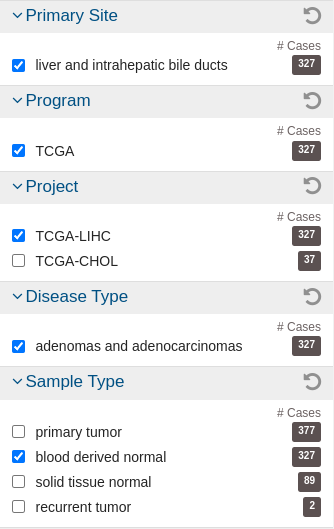 Primary Site
# Cases
liver and intrahepatic bile ducts 327
Program
# Cases
TCGA 327
Project
# Cases
TCGA-LIHC 327
TCGA-CHOL 37
Disease Type
# Cases
adenomas and adenocarcinomas 327
Sample Type
# Cases
primary tumor 377
blood derived normal 327
solid tissue normal 89
recurrent tumor 2